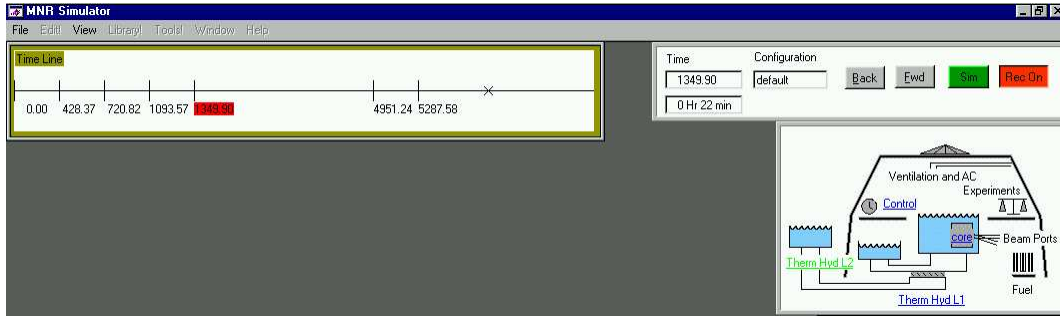 MNR Simulator
File Edit! View Library! Tools! Window Help
Time Line
0.00 428.37 720.82 1093.57 1349.90 4951.24 5287.58
Time Configuration
1349.90 default Back Fwd Sim Rec On
0 Hr 22 min
Ventilation and AC
Experiments
Control
core Beam Ports
Therm Hyd L2
Fuel
Therm Hyd L1